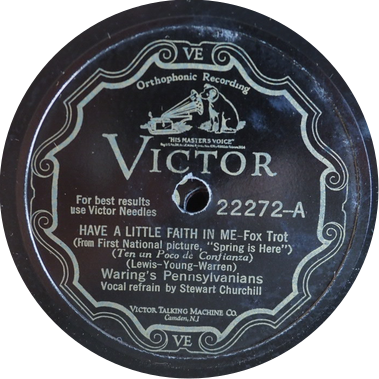 VE
Orthophonic Recording
"HIS MASTER'S VOICE"
VICTOR
For best results
use Victor Needles
22272-A
HAVE A LITTLE FAITH IN ME-Fox Trot
(From First National picture, "Spring is Here")
(Ten un Poco de Confianza)
(Lewis-Young-Warren)
Waring's Pennsylvanians
Vocal refrain by Stewart Churchill
VICTOR TALKING MACHINE CO.
Camden, N.J.
VE